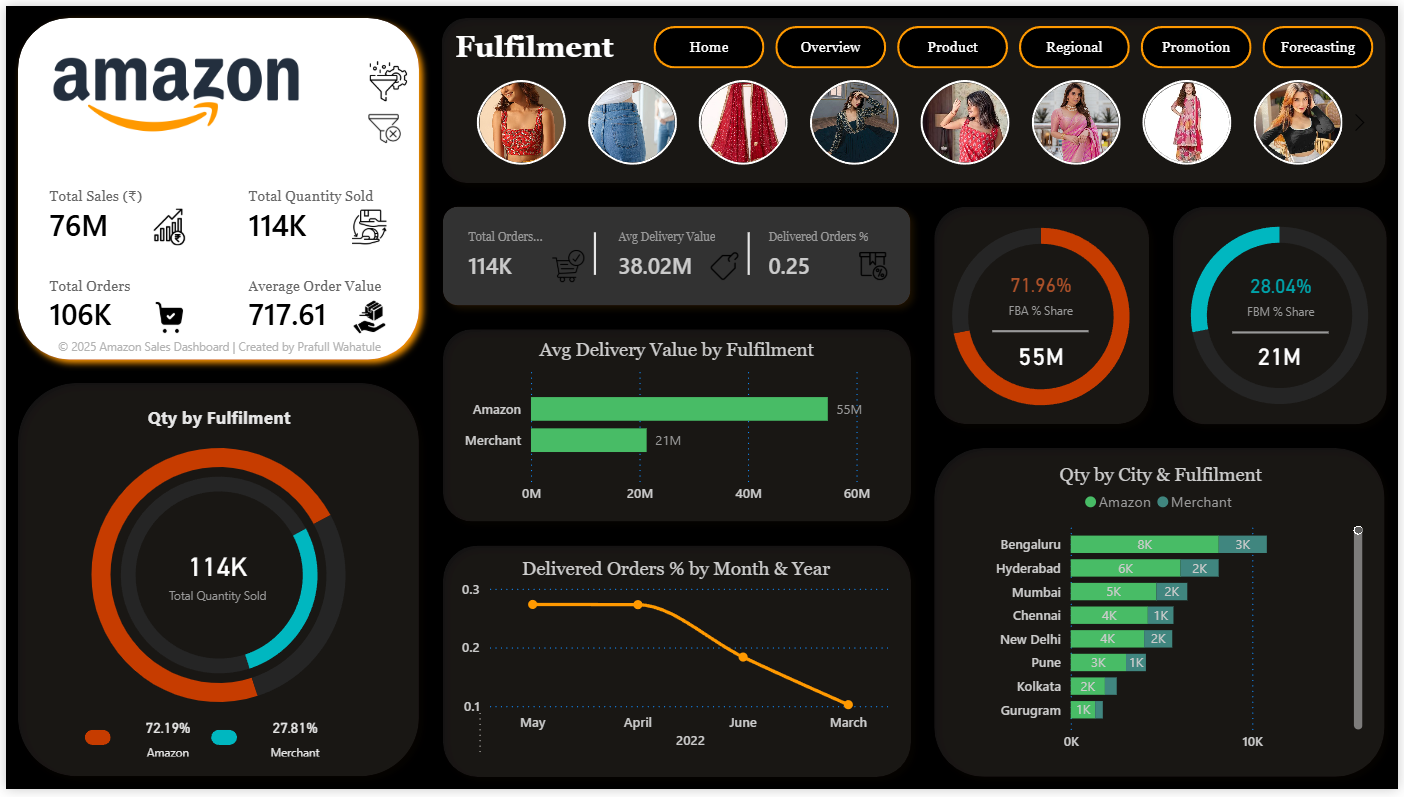 amazon
Total Sales (₹)
76M
Total Quantity Sold
114K
Total Orders
106K
Average Order Value
717.61
© 2025 Amazon Sales Dashboard | Created by Prafull Wahatule
Fulfilment
Home
Overview
Product
Regional
Promotion
Forecasting
Total Orders...
114K
Avg Delivery Value
38.02M
Delivered Orders %
0.25
71.96%
FBA % Share
55M
28.04%
FBM % Share
21M
Qty by Fulfilment
114K
Total Quantity Sold
72.19%
Amazon
27.81%
Merchant
Avg Delivery Value by Fulfilment
Amazon 55M
Merchant 21M
0M 20M 40M 60M
Delivered Orders % by Month & Year
0.3
0.2
0.1
May April June March
2022
Qty by City & Fulfilment
Amazon Merchant
Bengaluru 8K 3K
Hyderabad 6K 2K
Mumbai 5K 2K
Chennai 4K 1K
New Delhi 4K 2K
Pune 3K 1K
Kolkata 2K
Gurugram 1K
0K 10K